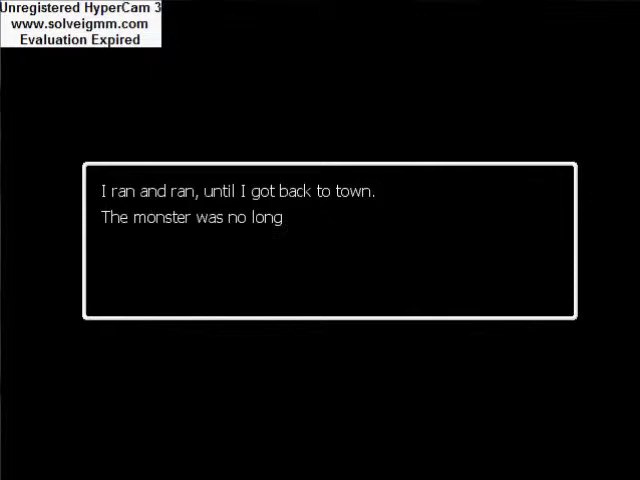 Unregistered HyperCam 3
www.solveigmm.com
Evaluation Expired
I ran and ran, until I got back to town.
The monster was no long